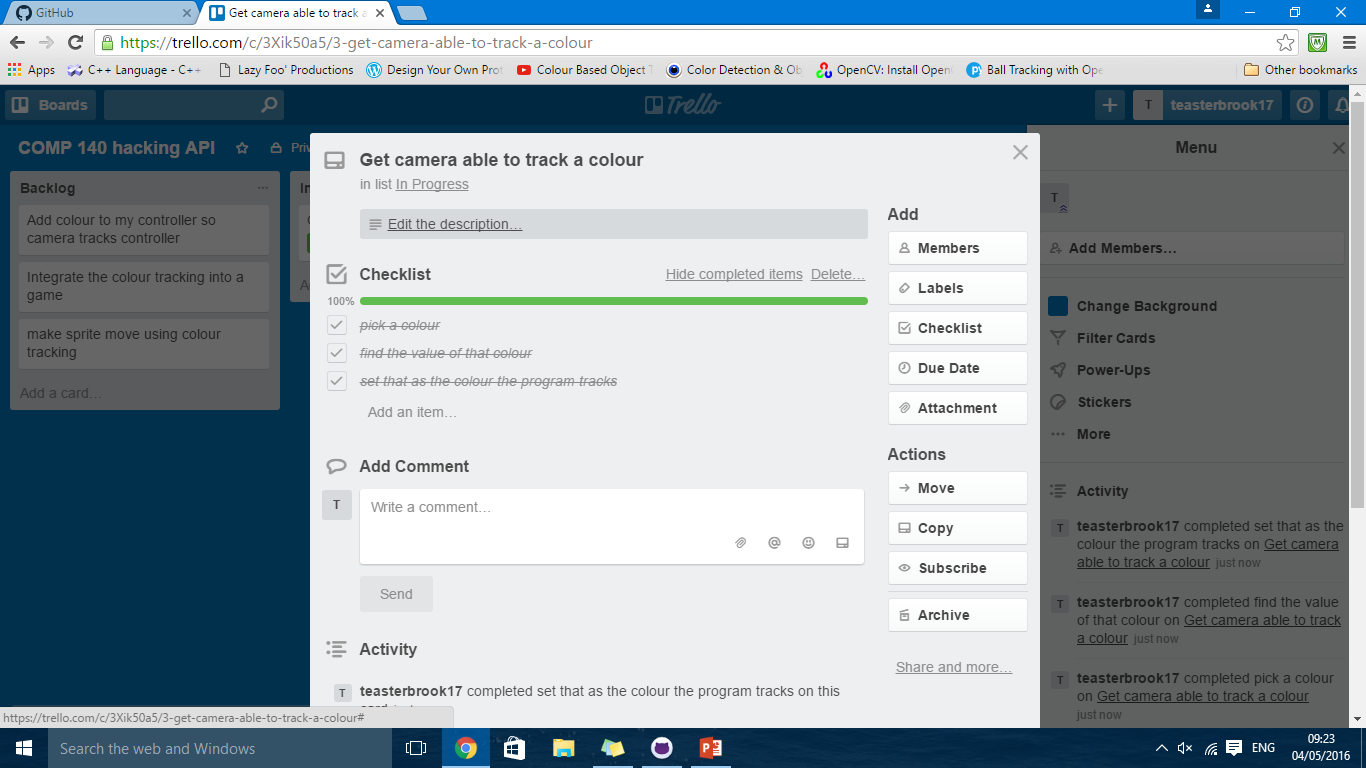 GitHub
Get camera able to track a
https://trello.com/c/3Xik50a5/3-get-camera-able-to-track-a-colour
Apps
C++ Language - C++
Lazy Foo' Productions
Design Your Own Pro
Colour Based Object T
Color Detection & Ob
OpenCV: Install Open
Ball Tracking with Ope
Other bookmarks
Boards
Trello
T
teasterbrook17
COMP 140 hacking API
Priv
Menu
Backlog
Add colour to my controller so
camera tracks controller
Integrate the colour tracking into a
game
make sprite move using colour
tracking
Add a card…
In
Get camera able to track a colour
in list In Progress
Edit the description…
Checklist
Hide completed items
Delete…
100%
pick a colour
find the value of that colour
set that as the colour the program tracks
Add an item…
Add Comment
T
Write a comment…
Send
Activity
T
teasterbrook17 completed set that as the colour the program tracks on this
Add
Members
Labels
Checklist
Due Date
Attachment
Actions
Move
Copy
Subscribe
Archive
Share and more…
T
Add Members…
Change Background
Filter Cards
Power-Ups
Stickers
More
Activity
T
teasterbrook17 completed set that as the
colour the program tracks on Get camera
able to track a colour just now
T
teasterbrook17 completed find the value
of that colour on Get camera able to track
a colour just now
T
teasterbrook17 completed pick a colour
on Get camera able to track a colour
just now
https://trello.com/c/3Xik50a5/3-get-camera-able-to-track-a-colour#
Search the web and Windows
ENG
09:23
04/05/2016